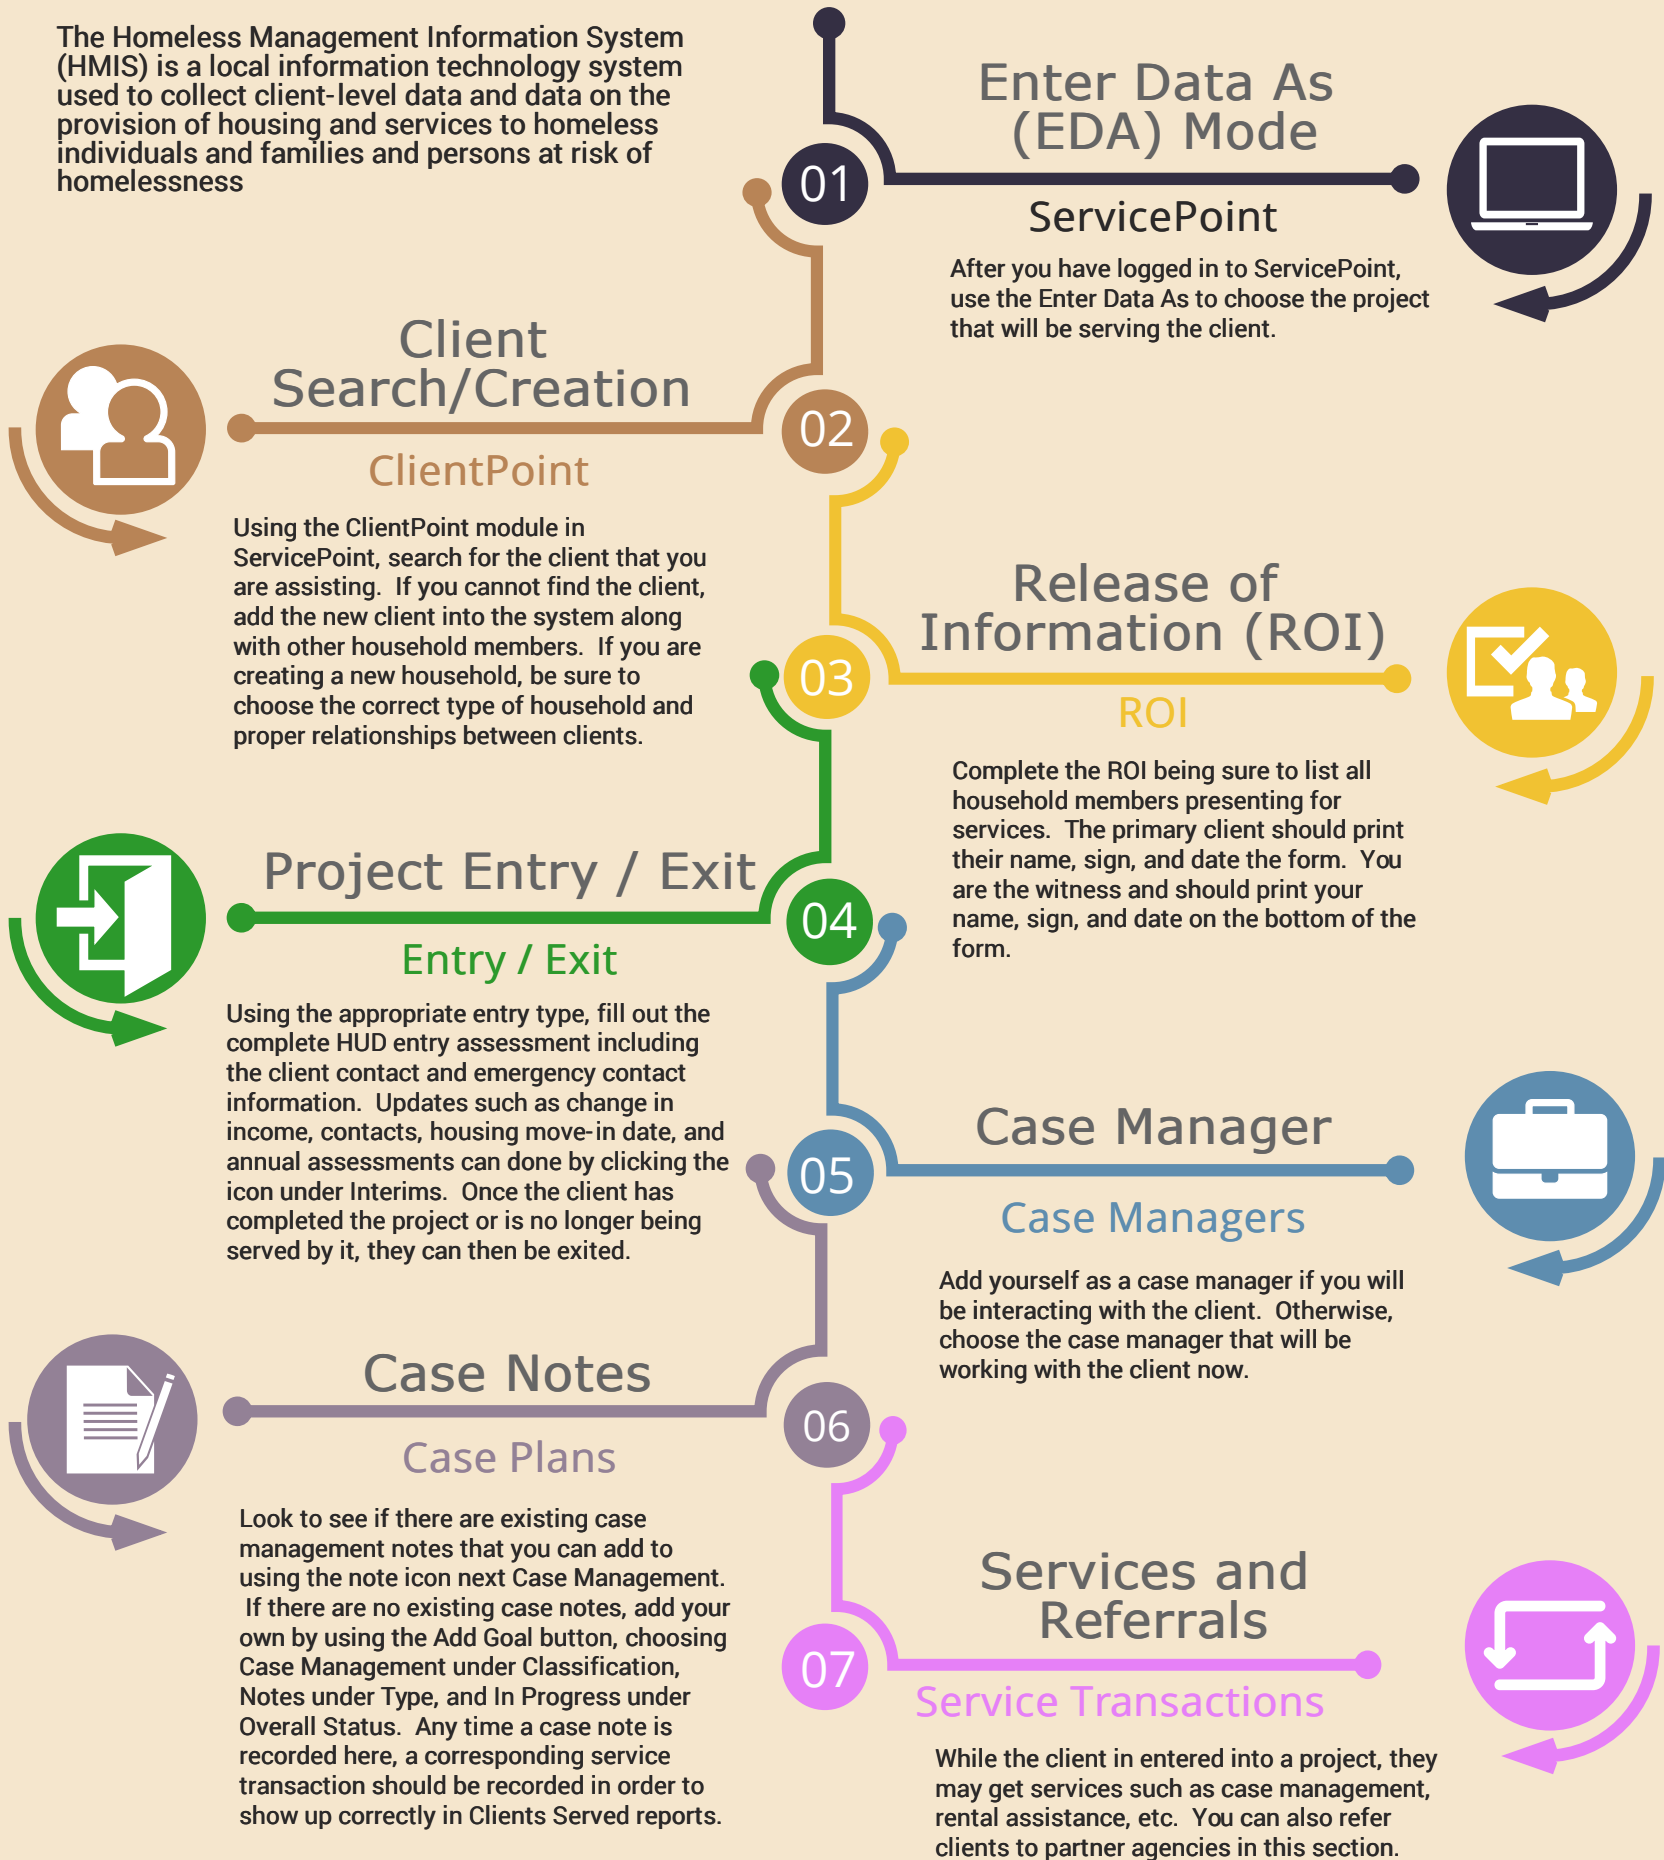 The Homeless Management Information System
(HMIS) is a local information technology system
used to collect client-level data and data on the
provision of housing and services to homeless
individuals and families and persons at risk of
homelessness
01
Enter Data As
(EDA) Mode
ServicePoint
After you have logged in to ServicePoint,
use the Enter Data As to choose the project
that will be serving the client.
02
Client
Search/Creation
ClientPoint
Using the ClientPoint module in
ServicePoint, search for the client that you
are assisting. If you cannot find the client,
add the new client into the system along
with other household members. If you are
creating a new household, be sure to
choose the correct type of household and
proper relationships between clients.
03
Release of
Information (ROI)
ROI
Complete the ROI being sure to list all
household members presenting for
services. The primary client should print
their name, sign, and date the form. You
are the witness and should print your
name, sign, and date on the bottom of the
form.
04
Project Entry / Exit
Entry / Exit
Using the appropriate entry type, fill out the
complete HUD entry assessment including
the client contact and emergency contact
information. Updates such as change in
income, contacts, housing move-in date, and
annual assessments can done by clicking the
icon under Interims. Once the client has
completed the project or is no longer being
served by it, they can then be exited.
05
Case Manager
Case Managers
Add yourself as a case manager if you will
be interacting with the client. Otherwise,
choose the case manager that will be
working with the client now.
06
Case Notes
Case Plans
Look to see if there are existing case
management notes that you can add to
using the note icon next Case Management.
If there are no existing case notes, add your
own by using the Add Goal button, choosing
Case Management under Classification,
Notes under Type, and In Progress under
Overall Status. Any time a case note is
recorded here, a corresponding service
transaction should be recorded in order to
show up correctly in Clients Served reports.
07
Services and
Referrals
Service Transactions
While the client in entered into a project, they
may get services such as case management,
rental assistance, etc. You can also refer
clients to partner agencies in this section.